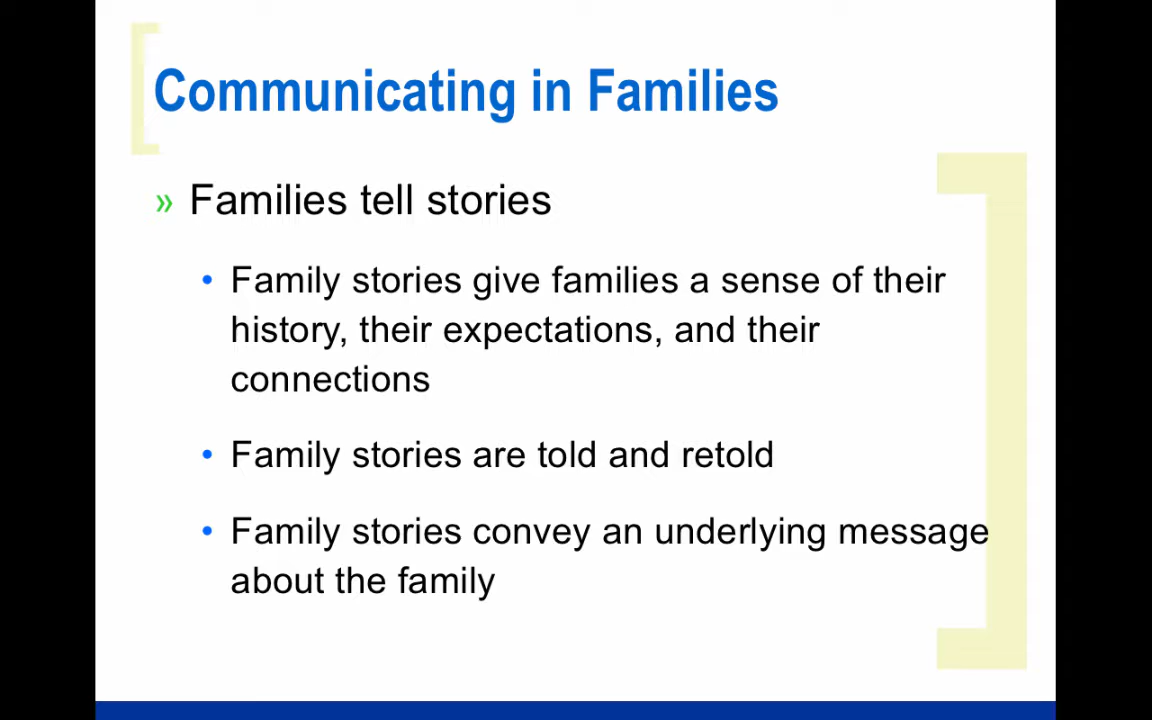 Communicating in Families
» Families tell stories
• Family stories give families a sense of their
history, their expectations, and their
connections
• Family stories are told and retold
• Family stories convey an underlying message
about the family